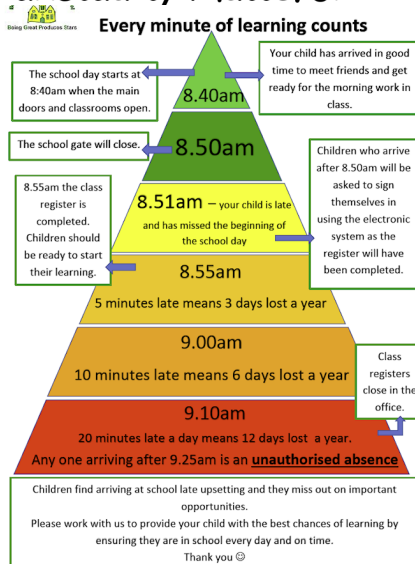 Being Great Produces Stars
Every minute of learning counts
Your child has arrived in good
time to meet friends and get
ready for the morning work in
class.
The school day starts at
8:40am when the main
doors and classrooms open.
8.40am
The school gate will close.
8.50am
Children who arrive
after 8.50am will be
asked to sign
themselves in
using the electronic
system as the
register will have
been completed.
8.51am – your child is late
and has missed the beginning of
the school day
8.55am the class
register is
completed.
Children should
be ready to start
their learning.
8.55am
5 minutes late means 3 days lost a year
9.00am
10 minutes late means 6 days lost a year
Class
registers
close in the
office.
9.10am
20 minutes late a day means 12 days lost a year.
Any one arriving after 9.25am is an unauthorised absence
Children find arriving at school late upsetting and they miss out on important
opportunities.
Please work with us to provide your child with the best chances of learning by
ensuring they are in school every day and on time.
Thank you ☺